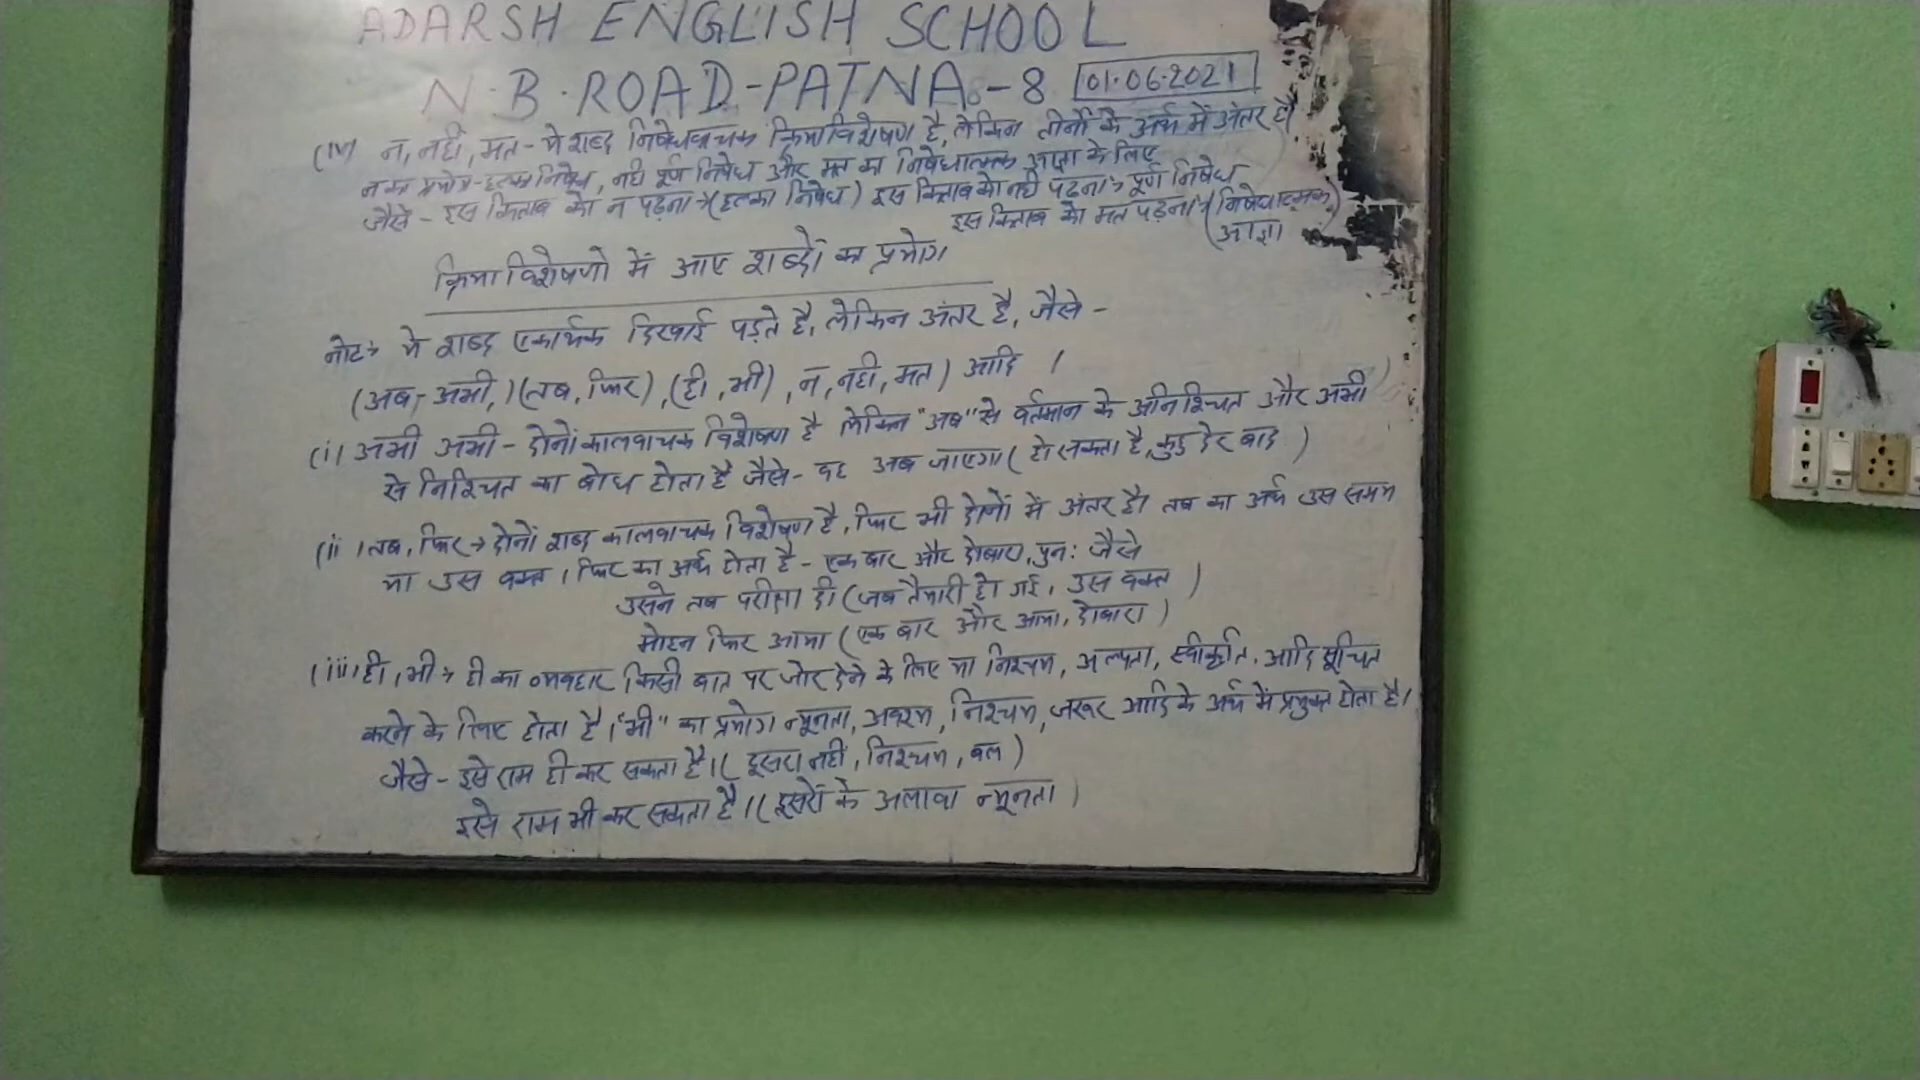 ADARSH ENGLISH SCHOOL
N.B.ROAD-PATNA-8 01.06.2021
(iv) न, नही, मत - ये शब्द निषेधवाचक क्रियाविशेषण है, लेकिन तीनों के अर्थ में अंतर है।
न का प्रयोग-हल्का निषेध, नही पूर्ण निषेध और मत का निषेधात्मक आज्ञा के लिए
जैसे - इस किताब को न पढ़ना → (हल्का निषेध) इस किताब को नही पढ़ना → पूर्ण निषेध
इस किताब को मत पढ़ना → (निषेधात्मक
आज्ञा
क्रिया विशेषणो में आए शब्दों का प्रयोग
नोट → ये शब्द एकार्थक दिखाई पड़ते है, लेकिन अंतर है, जैसे -
(अब - अभी,) (तब, फिर), (ही, भी), न, नही, मत) आदि ।
(i) अभी अभी - दोनों कालवाचक विशेषण है लेकिन "अब" से वर्तमान के अनिश्चित और अभी
से निश्चित का बोध होता है जैसे - वह अब जाएगा (हो सकता है, कुछ देर बाद)
(ii) तब, फिर → दोनों शब्द कालवाचक विशेषण है, फिर भी दोनों में अंतर है। तब का अर्थ उस समय
या उस वक्त। फिर का अर्थ होता है - एक बार और दोबारा, पुन: जैसे
उसने तब परीक्षा दी (जब तैयारी हो गई, उस वक्त)
मोहन फिर आया (एक बार और आया, दोबारा)
(iii) ही, भी → ही का व्यवहार किसी बात पर जोर देने के लिए या निश्चय, अल्पता, स्वीकृति, आदि सूचित
करने के लिए होता है। "भी" का प्रयोग न्यूनता, अवश्य, निश्चय, जरूर आदि के अर्थ में प्रयुक्त होता है।
जैसे - इसे राम ही कर सकता है। (दूसरा नहीं, निश्चय, बल)
इसे राम भी कर सकता है। (दूसरों के अलावा न्यूनता)